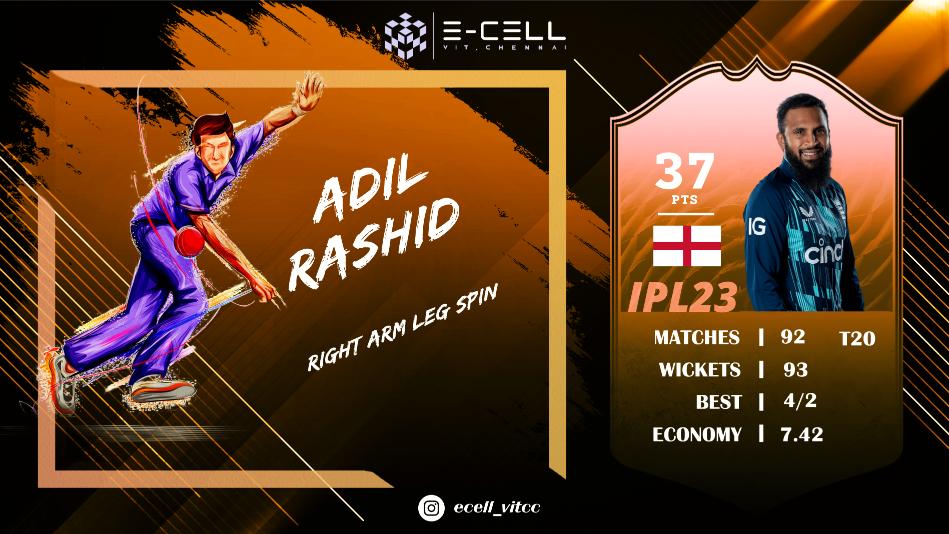 E-CELL
VIT, CHENNAI
ADIL
RASHID
RIGHT ARM LEG SPIN
37
PTS
IG
cinch
IPL23
MATCHES | 92 T20
WICKETS | 93
BEST | 4/2
ECONOMY | 7.42
ecell_vitcc